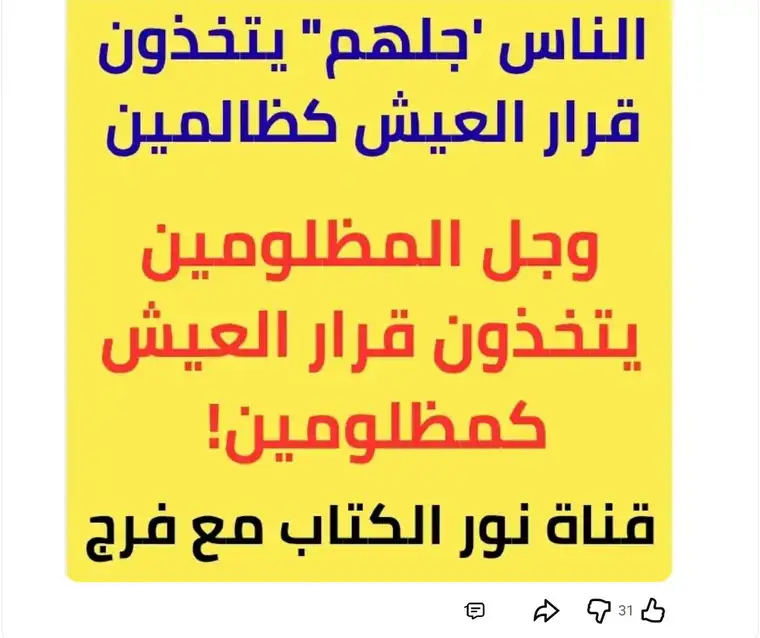 الناس 'جلهم" يتخذون
قرار العيش كظالمين
وجل المظلومين
يتخذون قرار العيش
كمظلومين!
قناة نور الكتاب مع فرج
31